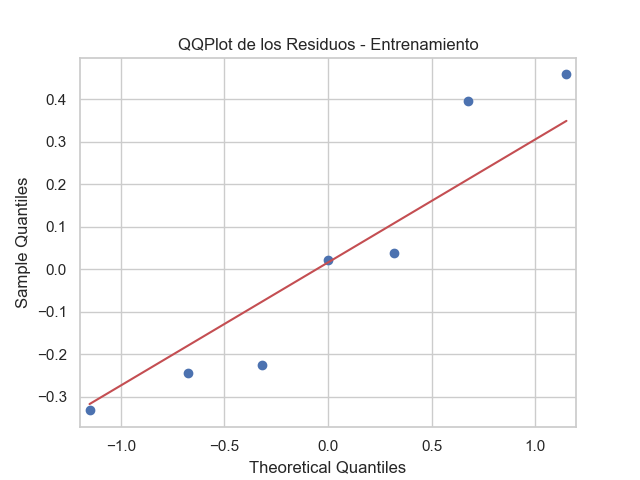 QQPlot de los Residuos - Entrenamiento
0.4
0.3
0.2
0.1
0.0
−0.1
−0.2
−0.3
Sample Quantiles
−1.0 −0.5 0.0 0.5 1.0
Theoretical Quantiles